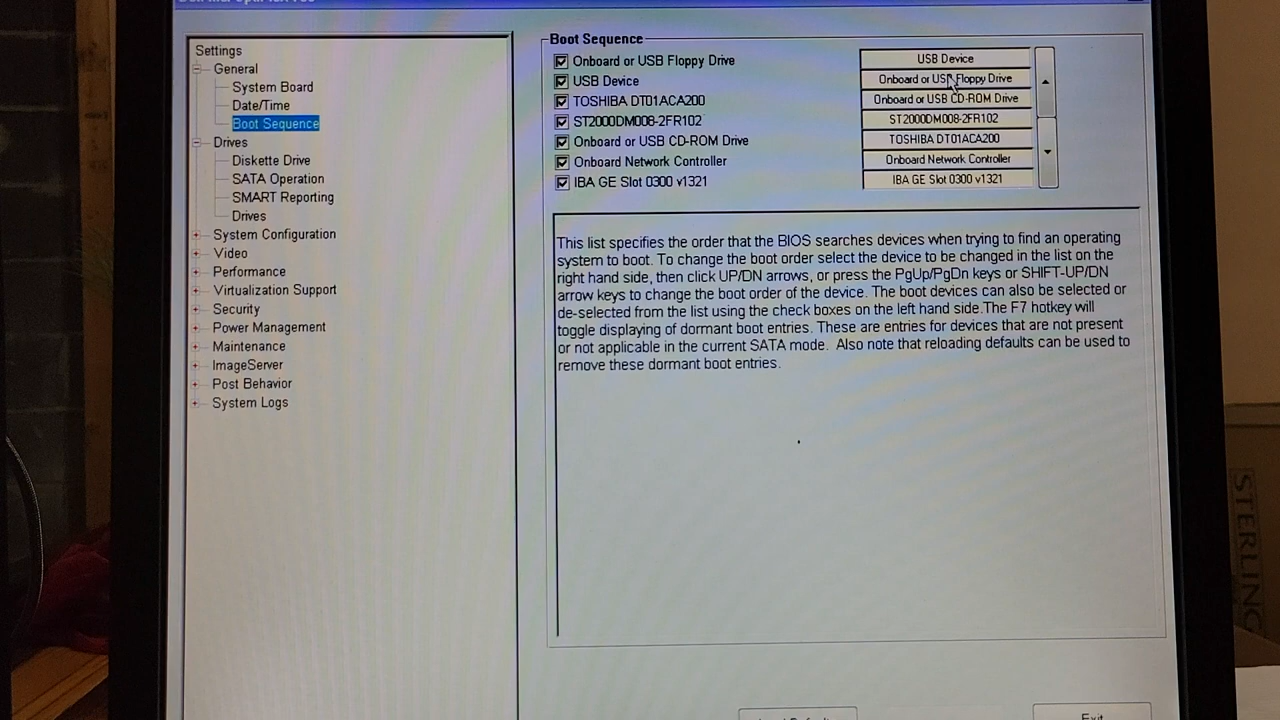 Settings
General
System Board
Date/Time
Boot Sequence
Drives
Diskette Drive
SATA Operation
SMART Reporting
Drives
System Configuration
Video
Performance
Virtualization Support
Security
Power Management
Maintenance
ImageServer
Post Behavior
System Logs
Boot Sequence
Onboard or USB Floppy Drive
USB Device
TOSHIBA DT01ACA200
ST2000DM008-2FR102
Onboard or USB CD-ROM Drive
Onboard Network Controller
IBA GE Slot 0300 v1321
USB Device
Onboard or USB Floppy Drive
Onboard or USB CD-ROM Drive
ST2000DM008-2FR102
TOSHIBA DT01ACA200
Onboard Network Controller
IBA GE Slot 0300 v1321
This list specifies the order that the BIOS searches devices when trying to find an operating
system to boot. To change the boot order select the device to be changed in the list on the
right hand side, then click UP/DN arrows, or press the PgUp/PgDn keys or SHIFT-UP/DN
arrow keys to change the boot order of the device. The boot devices can also be selected or
de-selected from the list using the check boxes on the left hand side.The F7 hotkey will
toggle displaying of dormant boot entries. These are entries for devices that are not present
or not applicable in the current SATA mode. Also note that reloading defaults can be used to
remove these dormant boot entries.
Exit
STERLING